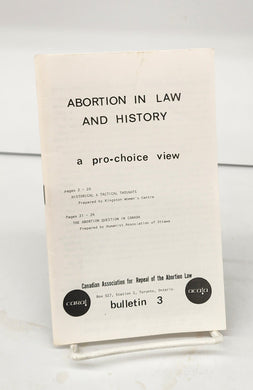 ABORTION IN LAW
AND HISTORY
a pro-choice view
pages 2 - 20
HISTORICAL & TACTICAL THOUGHTS
Prepared by Kingston Women's Centre
Pages 21 - 24
THE ABORTION QUESTION IN CANADA
Prepared by Humanist Association of Ottawa
Canadian Association for Repeal of the Abortion Law
Box 927, Station Q, Toronto, Ontario
caral
bulletin 3
acala